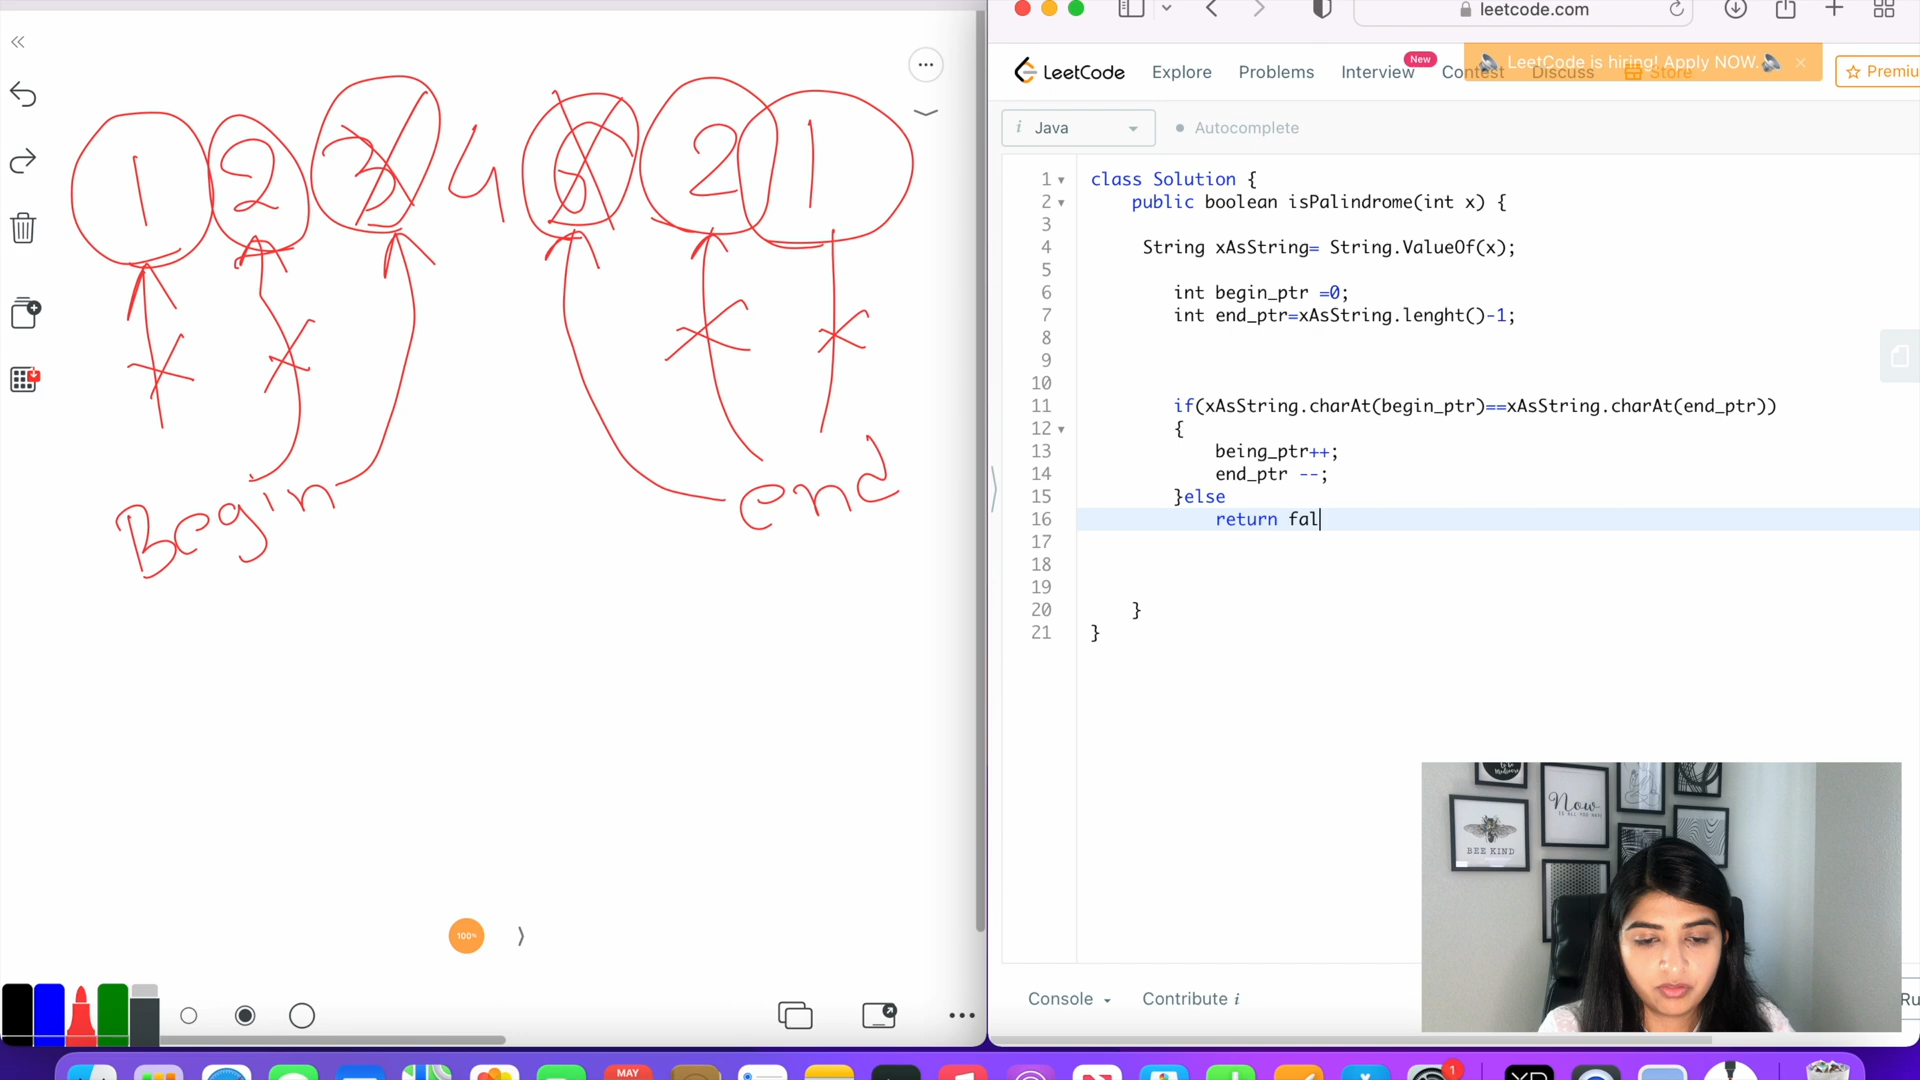 1 2 3 4 5 2 1
Begin
end
100%
leetcode.com
LeetCode
Explore
Problems
Interview
New
Contest
Discuss
Store
LeetCode is hiring! Apply NOW.
Premiu
i Java
Autocomplete
1 class Solution {
2 public boolean isPalindrome(int x) {
3
4 String xAsString= String.ValueOf(x);
5
6 int begin_ptr =0;
7 int end_ptr=xAsString.lenght()-1;
8
9
10
11 if(xAsString.charAt(begin_ptr)==xAsString.charAt(end_ptr))
12 {
13 being_ptr++;
14 end_ptr --;
15 }else
16 return fal
17
18
19
20 }
21 }
Console
Contribute i
Ru
Now
BEE KIND
MAY
1